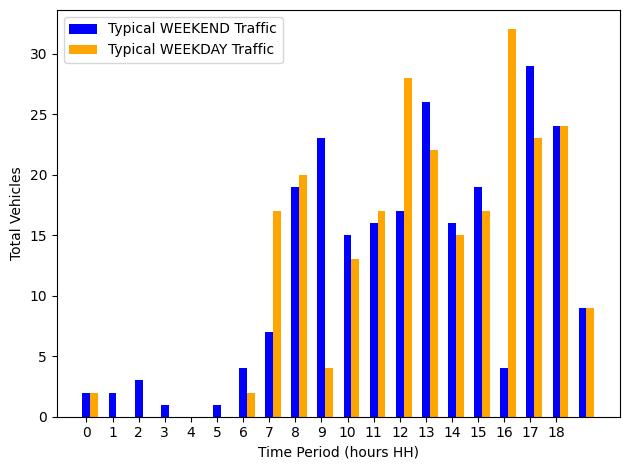 Typical WEEKEND Traffic
Typical WEEKDAY Traffic
30
25
20
15
10
5
0
Total Vehicles
0 1 2 3 4 5 6 7 8 9 10 11 12 13 14 15 16 17 18
Time Period (hours HH)